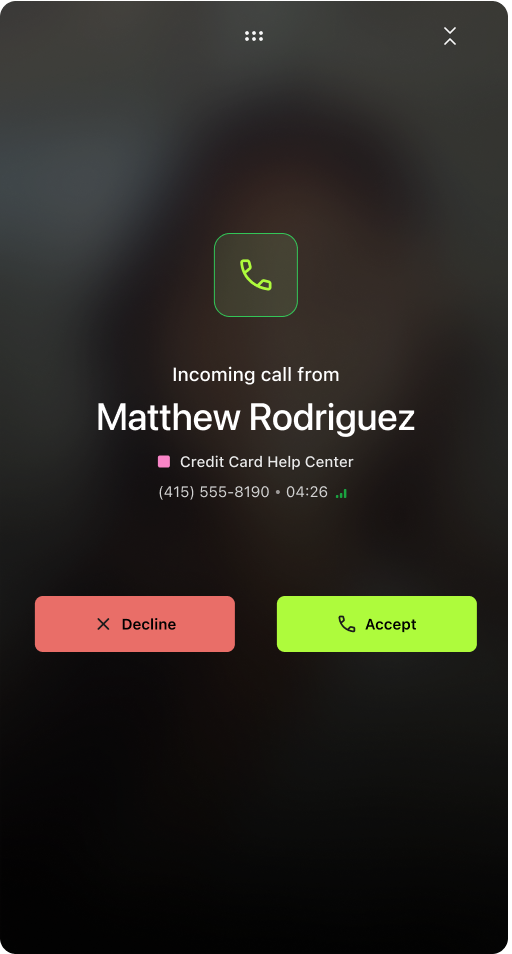 Incoming call from
Matthew Rodriguez
Credit Card Help Center
(415) 555-8190 • 04:26
Decline
Accept